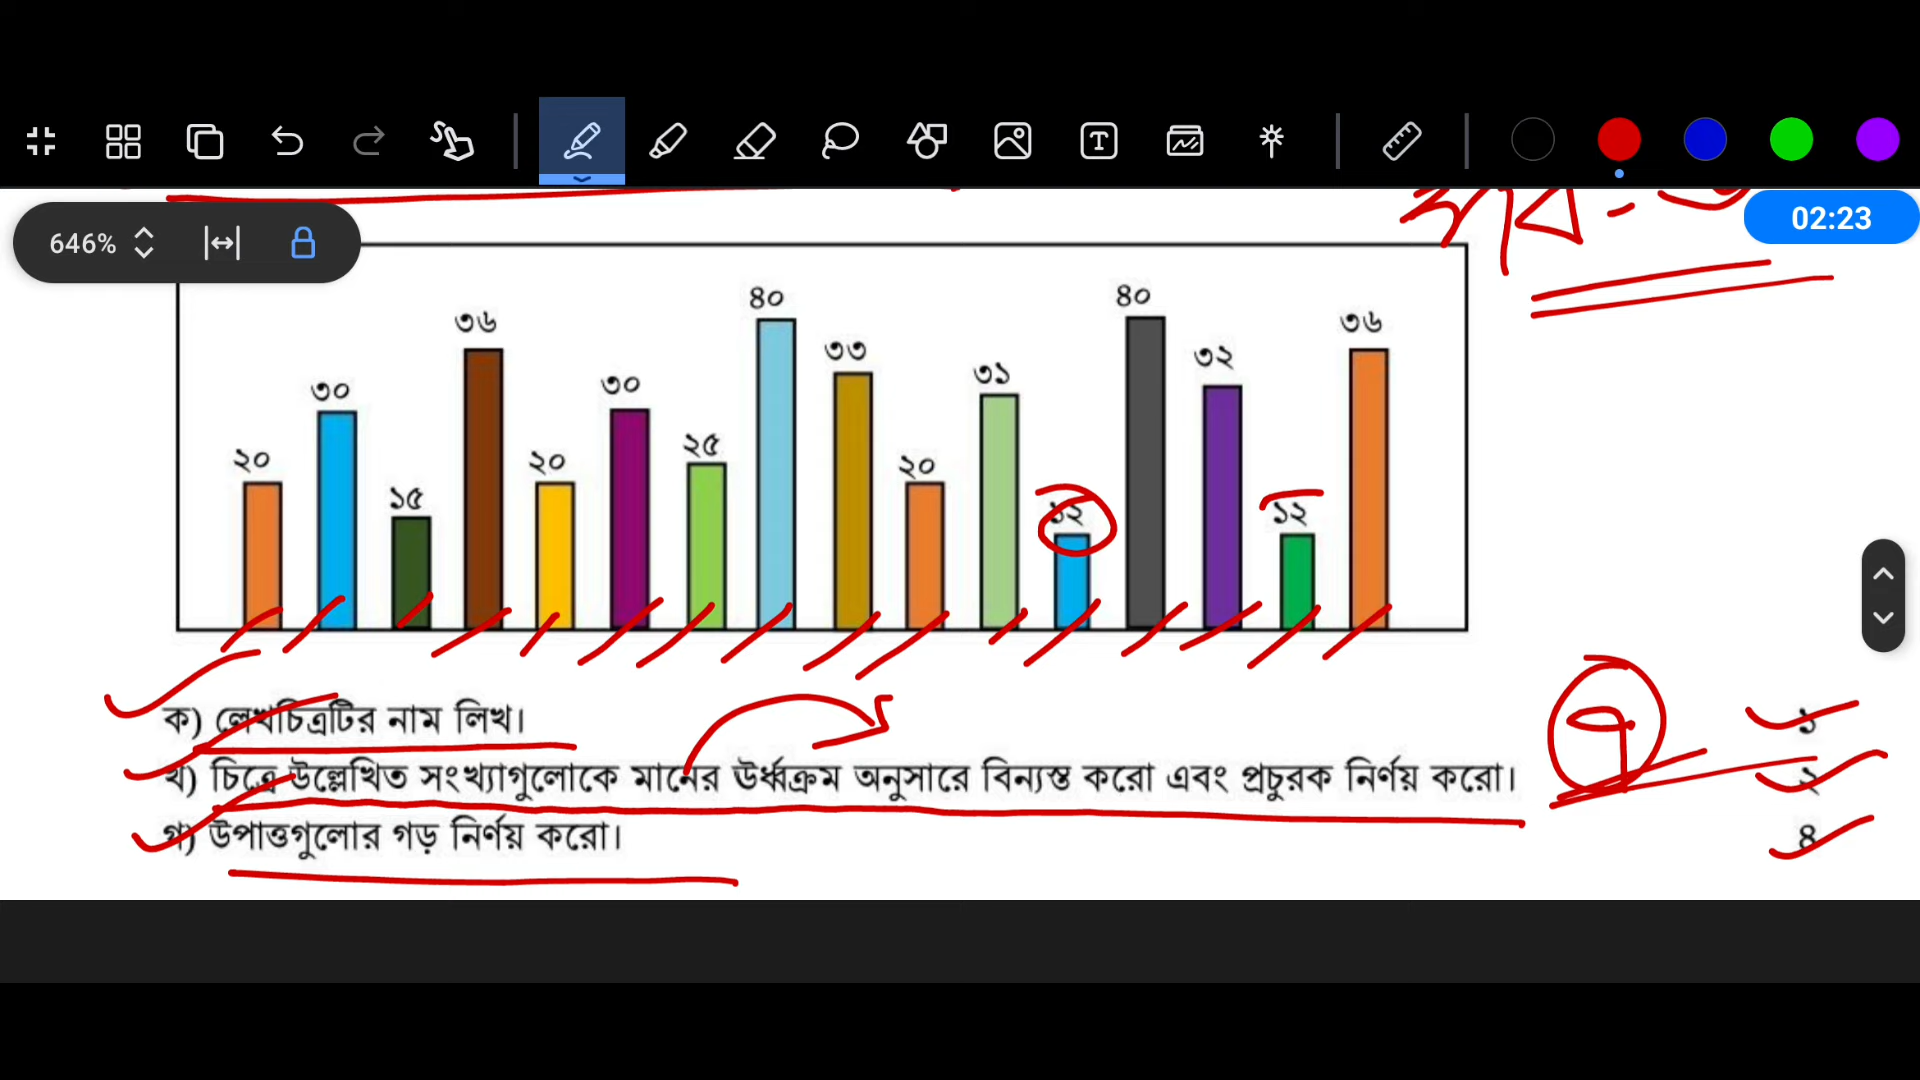 646%
02:23
২০ ৩০ ১৫ ৩৬ ২০ ৩০ ২৫ ৪০ ৩৩ ২০ ৩১ ১২ ৪০ ৩২ ১২ ৩৬
ক) লেখচিত্রটির নাম লিখ। ১
খ) চিত্রে উল্লেখিত সংখ্যাগুলোকে মানের ঊর্ধ্বক্রম অনুসারে বিন্যস্ত করো এবং প্রচুরক নির্ণয় করো। ৭ ২
গ) উপাত্তগুলোর গড় নির্ণয় করো। ৪